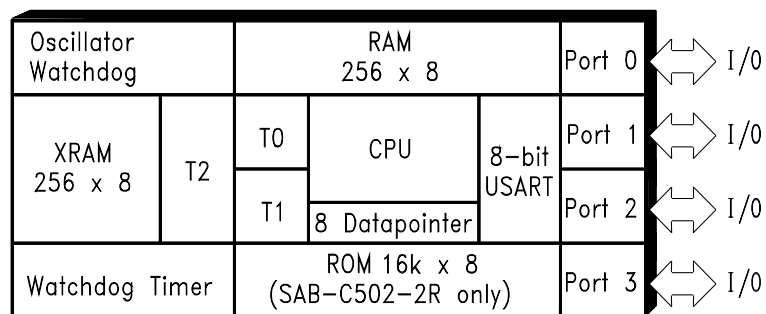 Oscillator
Watchdog
RAM
256 x 8
Port 0
I/0
XRAM
256 x 8
T2
T0
T1
CPU
8 Datapointer
8-bit
USART
Port 1
I/0
Port 2
I/0
Watchdog Timer
ROM 16k x 8
(SAB-C502-2R only)
Port 3
I/0